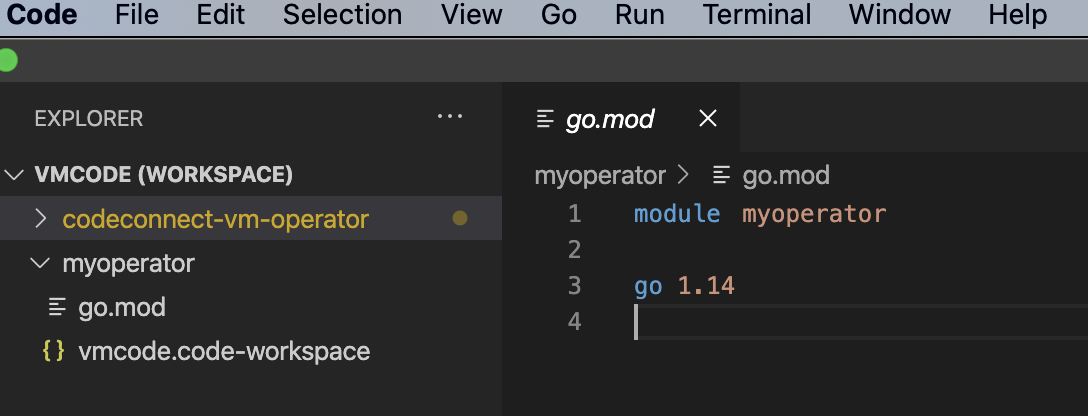 Code File Edit Selection View Go Run Terminal Window Help
EXPLORER ...
VMCODE (WORKSPACE)
codeconnect-vm-operator
myoperator
go.mod
vmcode.code-workspace
go.mod
myoperator > go.mod
1 module myoperator
2
3 go 1.14
4